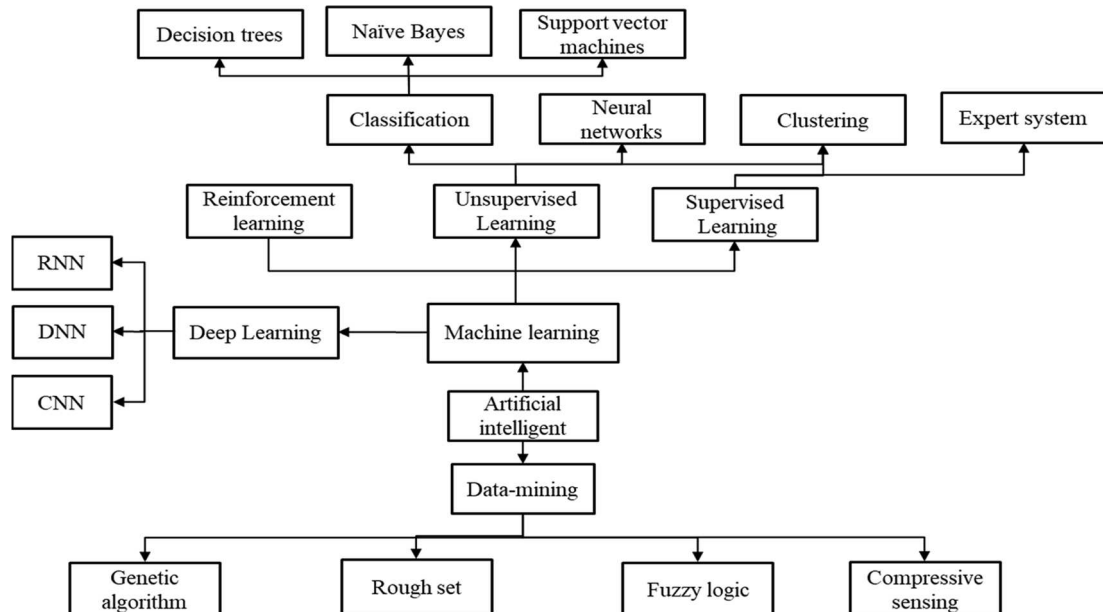 Decision trees
Naïve Bayes
Support vector
machines
Classification
Neural
networks
Clustering
Expert system
Reinforcement
learning
Unsupervised
Learning
Supervised
Learning
RNN
DNN
CNN
Deep Learning
Machine learning
Artificial
intelligent
Data-mining
Genetic
algorithm
Rough set
Fuzzy logic
Compressive
sensing